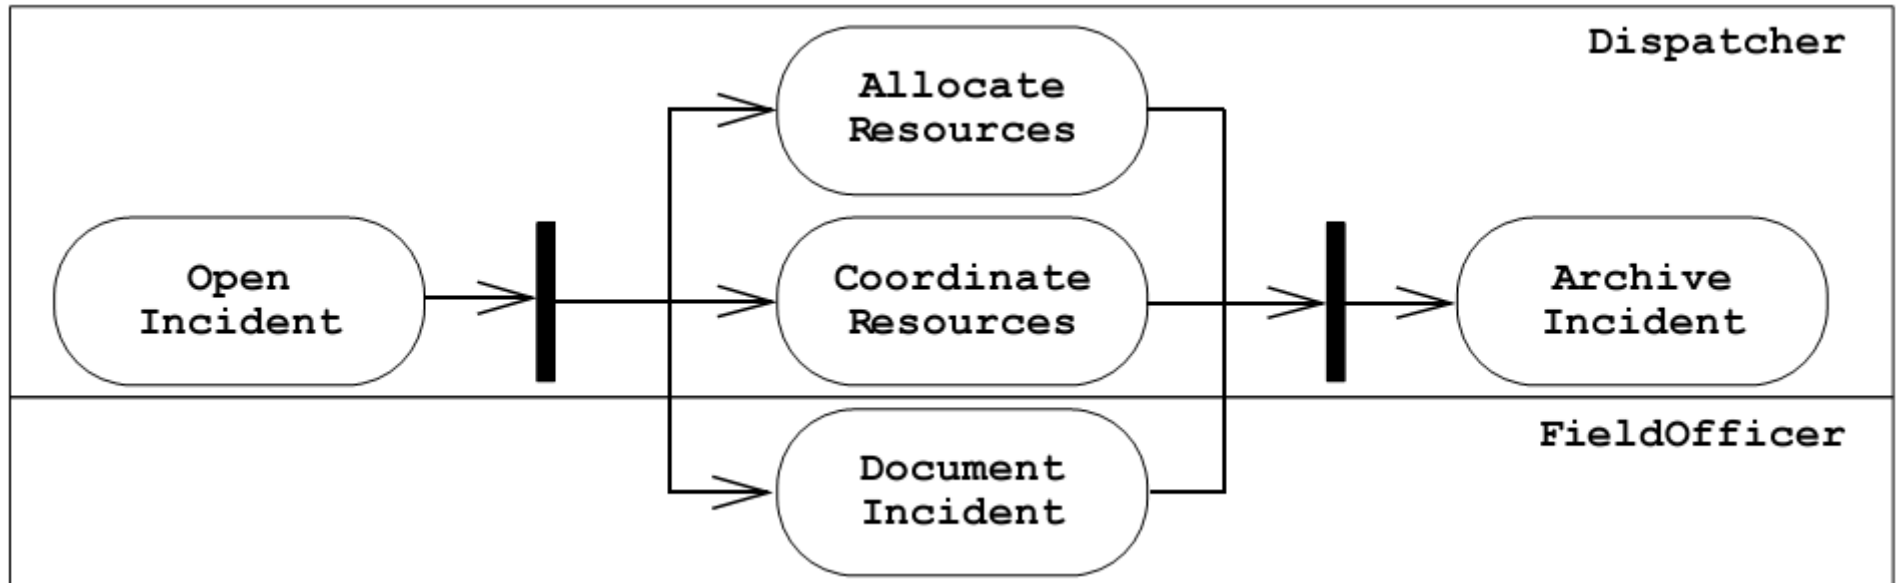 Dispatcher
Allocate
Resources
Open
Incident
Coordinate
Resources
Archive
Incident
FieldOfficer
Document
Incident